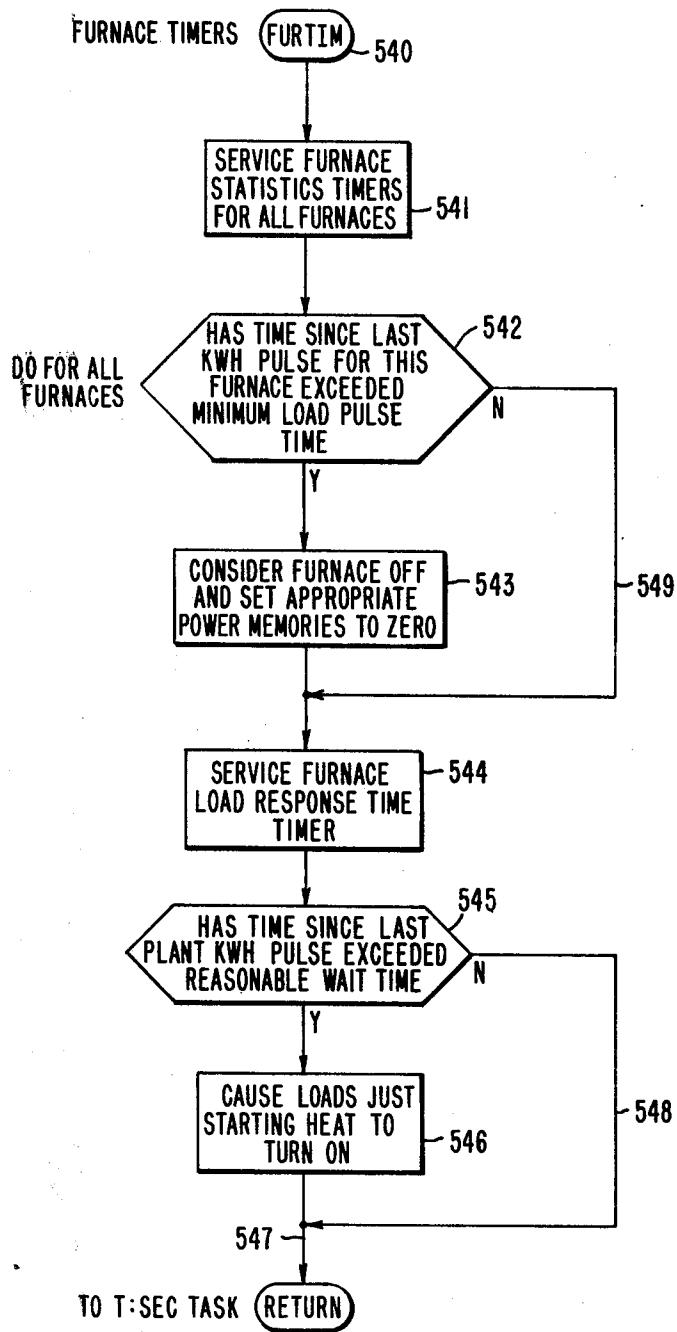 FURNACE TIMERS
FURTIM
540
SERVICE FURNACE
STATISTICS TIMERS
FOR ALL FURNACES
541
DO FOR ALL
FURNACES
HAS TIME SINCE LAST
KWH PULSE FOR THIS
FURNACE EXCEEDED
MINIMUM LOAD PULSE
TIME
542
N
Y
549
CONSIDER FURNACE OFF
AND SET APPROPRIATE
POWER MEMORIES TO ZERO
543
SERVICE FURNACE
LOAD RESPONSE TIME
TIMER
544
HAS TIME SINCE LAST
PLANT KWH PULSE EXCEEDED
REASONABLE WAIT TIME
545
N
Y
548
CAUSE LOADS JUST
STARTING HEAT TO
TURN ON
546
547
TO T:SEC TASK
RETURN